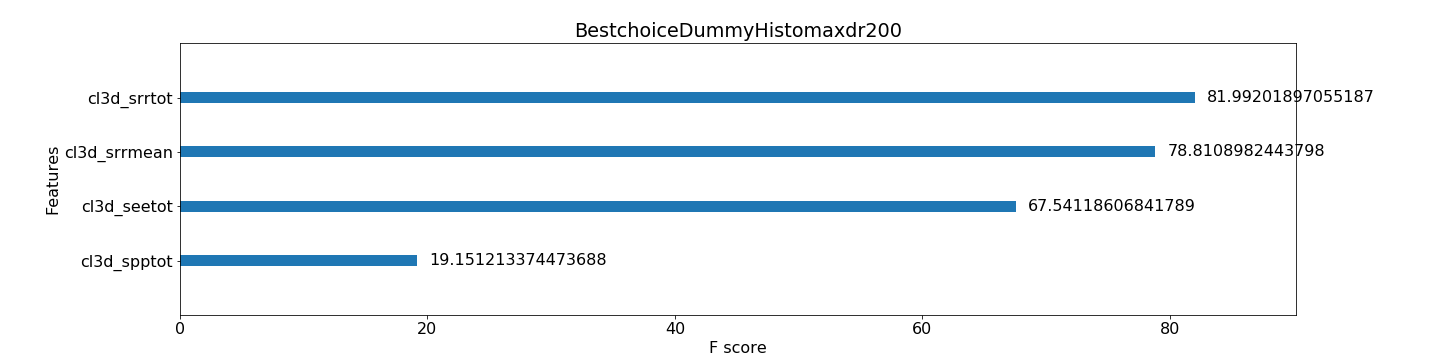 BestchoiceDummyHistomaxdr200
cl3d_srrtot 81.99201897055187
cl3d_srrmean 78.8108982443798
cl3d_seetot 67.54118606841789
cl3d_spptot 19.151213374473688
Features
0 20 40 60 80
F score